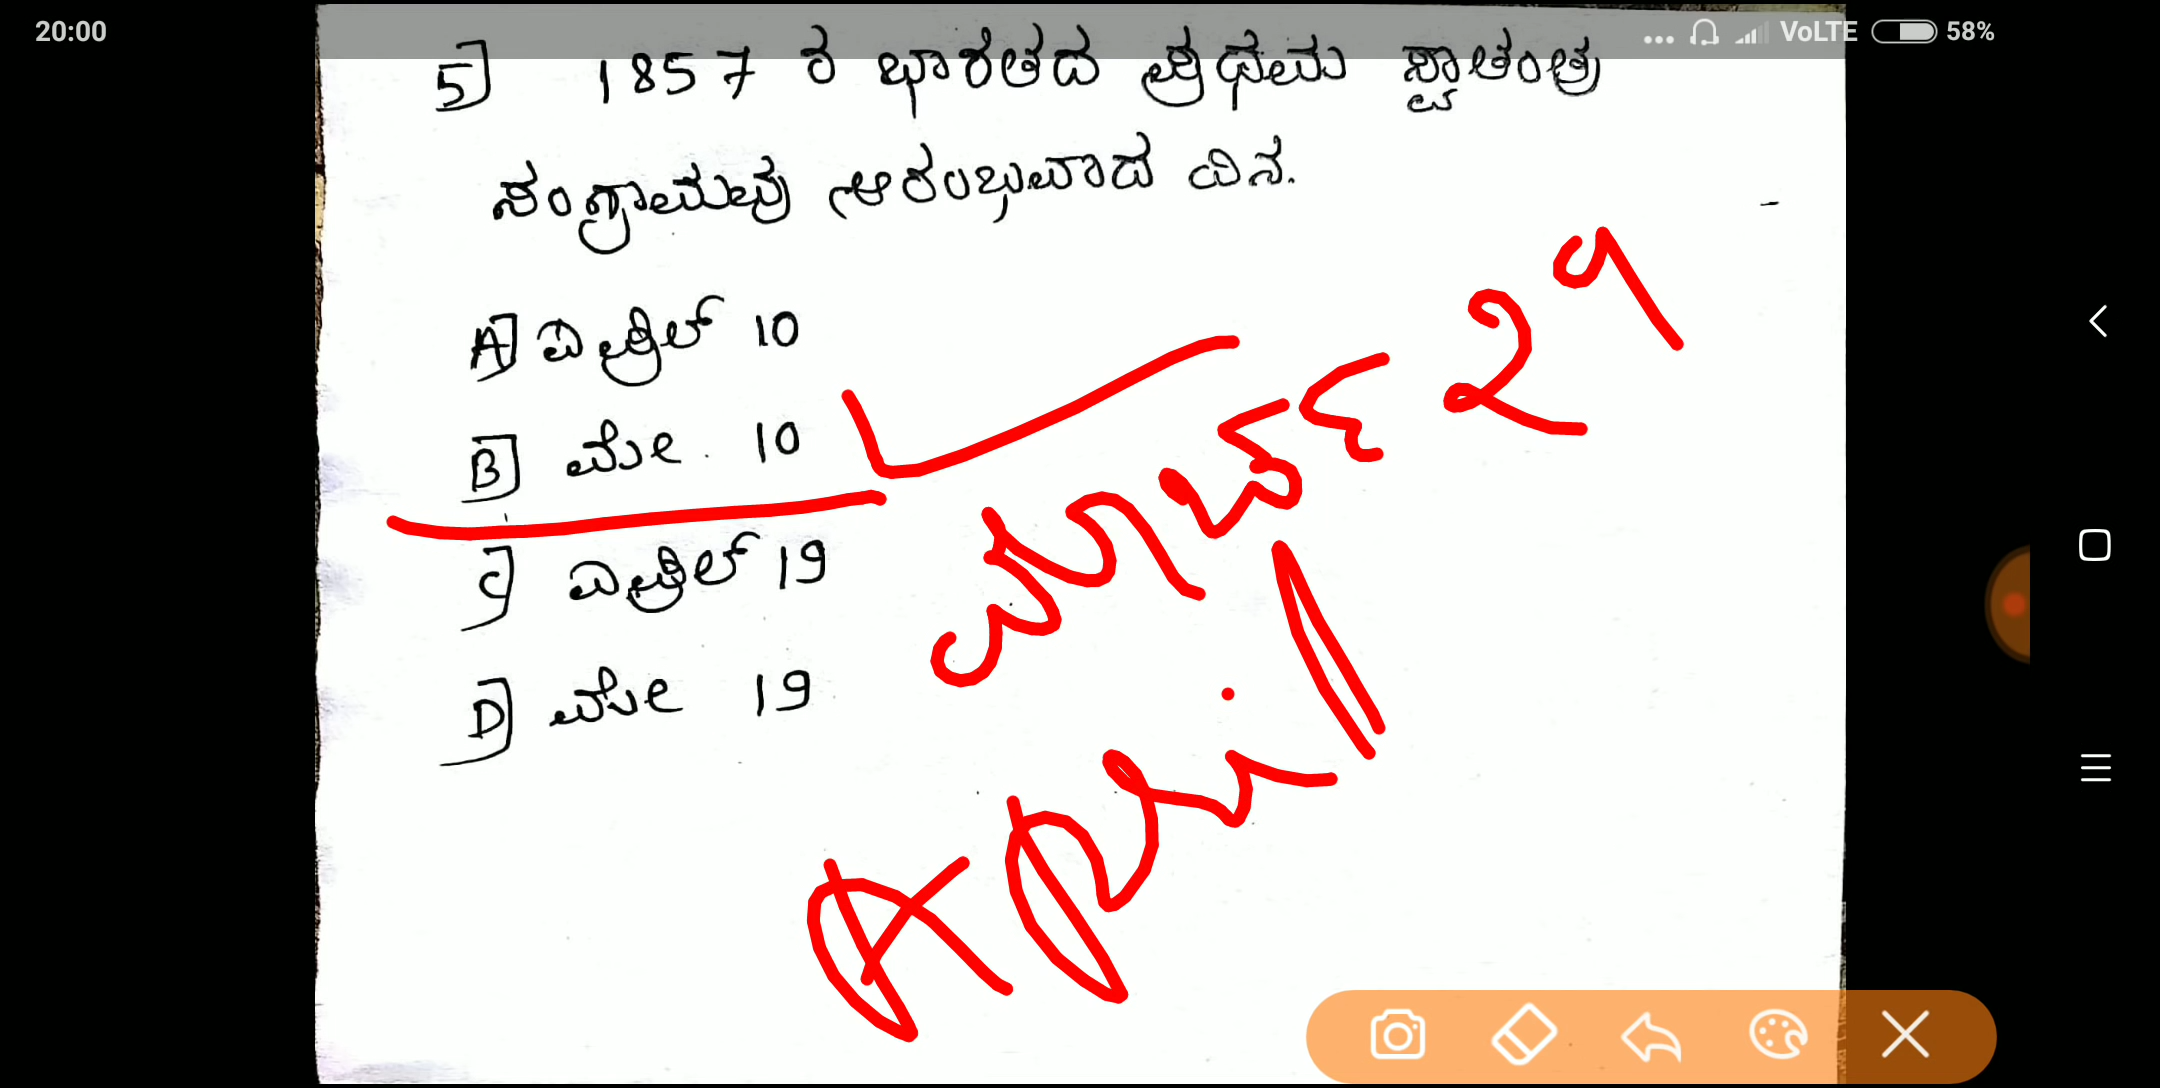 20:00
... VoLTE 58%
5] 1857 ರ ಭಾರತದ ಪ್ರಥಮ ಸ್ವಾತಂತ್ರ
ಸಂಗ್ರಾಮವು ಆರಂಭವಾದ ದಿನ.
A] ಏಪ್ರಿಲ್ 10
B] ಮೇ. 10
C] ಏಪ್ರಿಲ್ 19
D] ಮೇ 19
ಮಾರ್ಚ್ 29
April